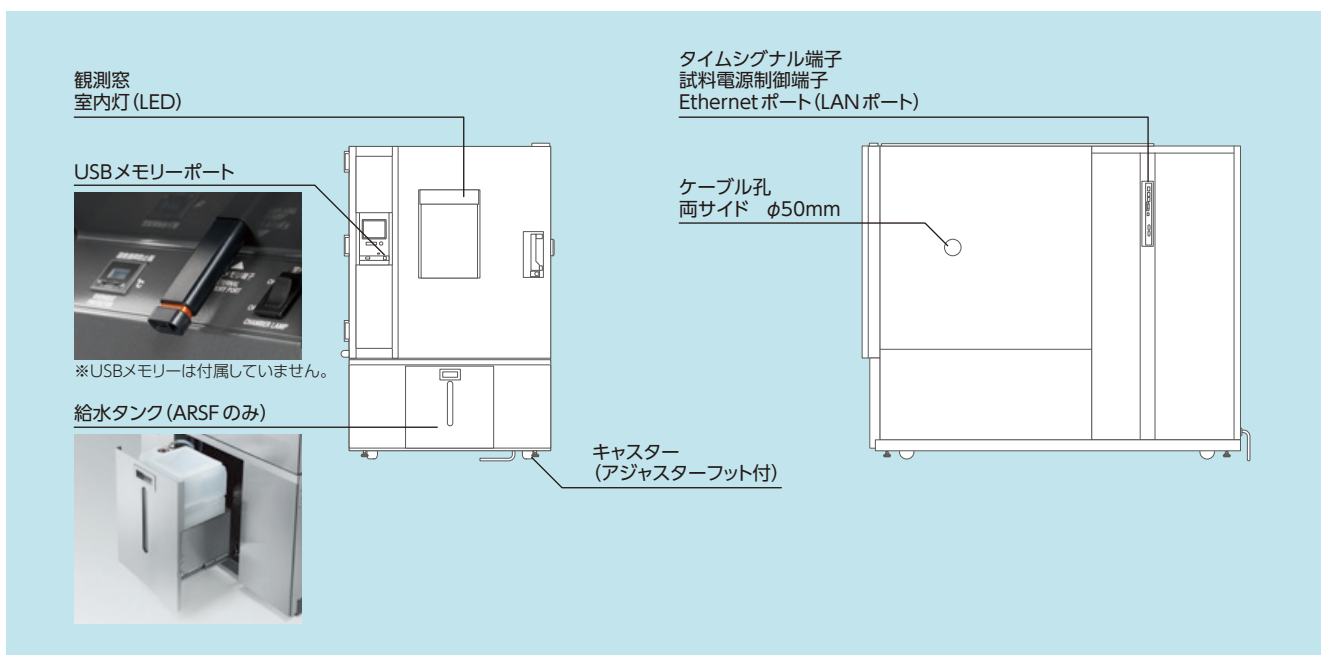 観測窓
室内灯(LED)
USBメモリーポート
※USBメモリーは付属していません。
給水タンク(ARSFのみ)
キャスター
(アジャスターフット付)
タイムシグナル端子
試料電源制御端子
Ethernetポート(LANポート)
ケーブル孔
両サイド φ50mm
CHAMBER LAMP